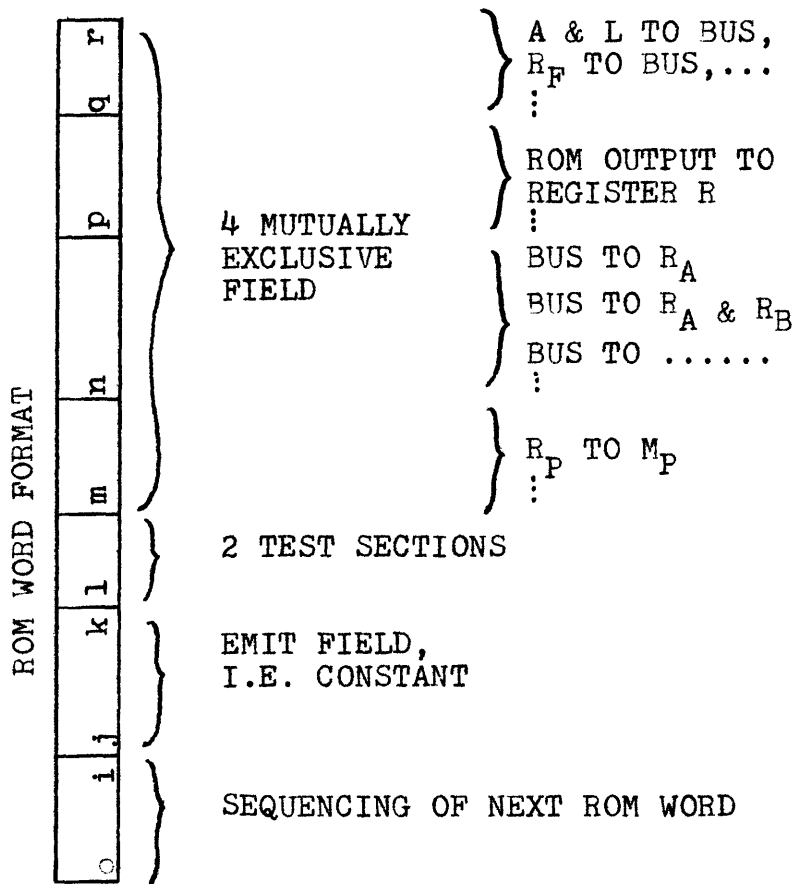 A & L TO BUS,
R_F TO BUS,...
⋮
ROM OUTPUT TO
REGISTER R
⋮
4 MUTUALLY
EXCLUSIVE
FIELD
BUS TO R_A
BUS TO R_A & R_B
BUS TO ......
⋮
R_P TO M_P
⋮
2 TEST SECTIONS
EMIT FIELD,
I.E. CONSTANT
SEQUENCING OF NEXT ROM WORD
ROM WORD FORMAT
o i j k l m n p q r